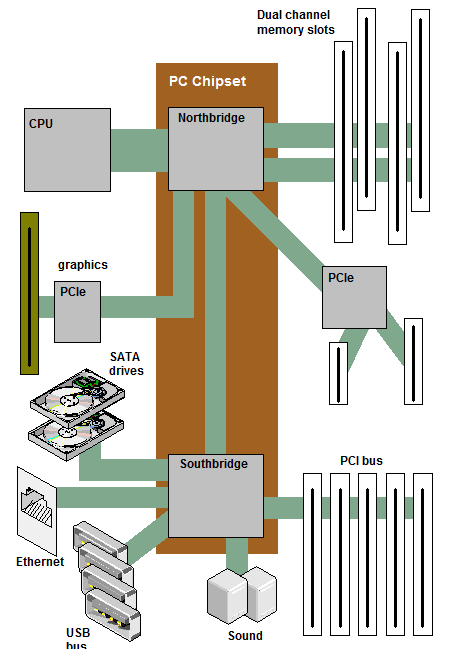 Dual channel
memory slots
PC Chipset
CPU
Northbridge
graphics
PCIe
PCIe
SATA
drives
Southbridge
PCI bus
Ethernet
USB
bus
Sound